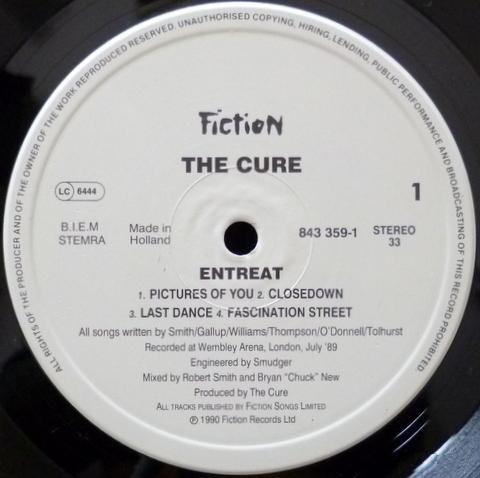 ALL RIGHTS OF THE PRODUCER AND OF THE OWNER OF THE WORK REPRODUCED RESERVED. UNAUTHORISED COPYING, HIRING, LENDING, PUBLIC PERFORMANCE AND BROADCASTING OF THIS RECORD PROHIBITED
Fiction
THE CURE
LC 6444
1
B.I.E.M
STEMRA
Made in
Holland
843 359-1
STEREO
33
ENTREAT
1. PICTURES OF YOU 2. CLOSEDOWN
3. LAST DANCE 4. FASCINATION STREET
All songs written by Smith/Gallup/Williams/Thompson/O'Donnell/Tolhurst
Recorded at Wembley Arena, London, July '89
Engineered by Smudger
Mixed by Robert Smith and Bryan "Chuck" New
Produced by The Cure
ALL TRACKS PUBLISHED BY FICTION SONGS LIMITED
℗ 1990 Fiction Records Ltd